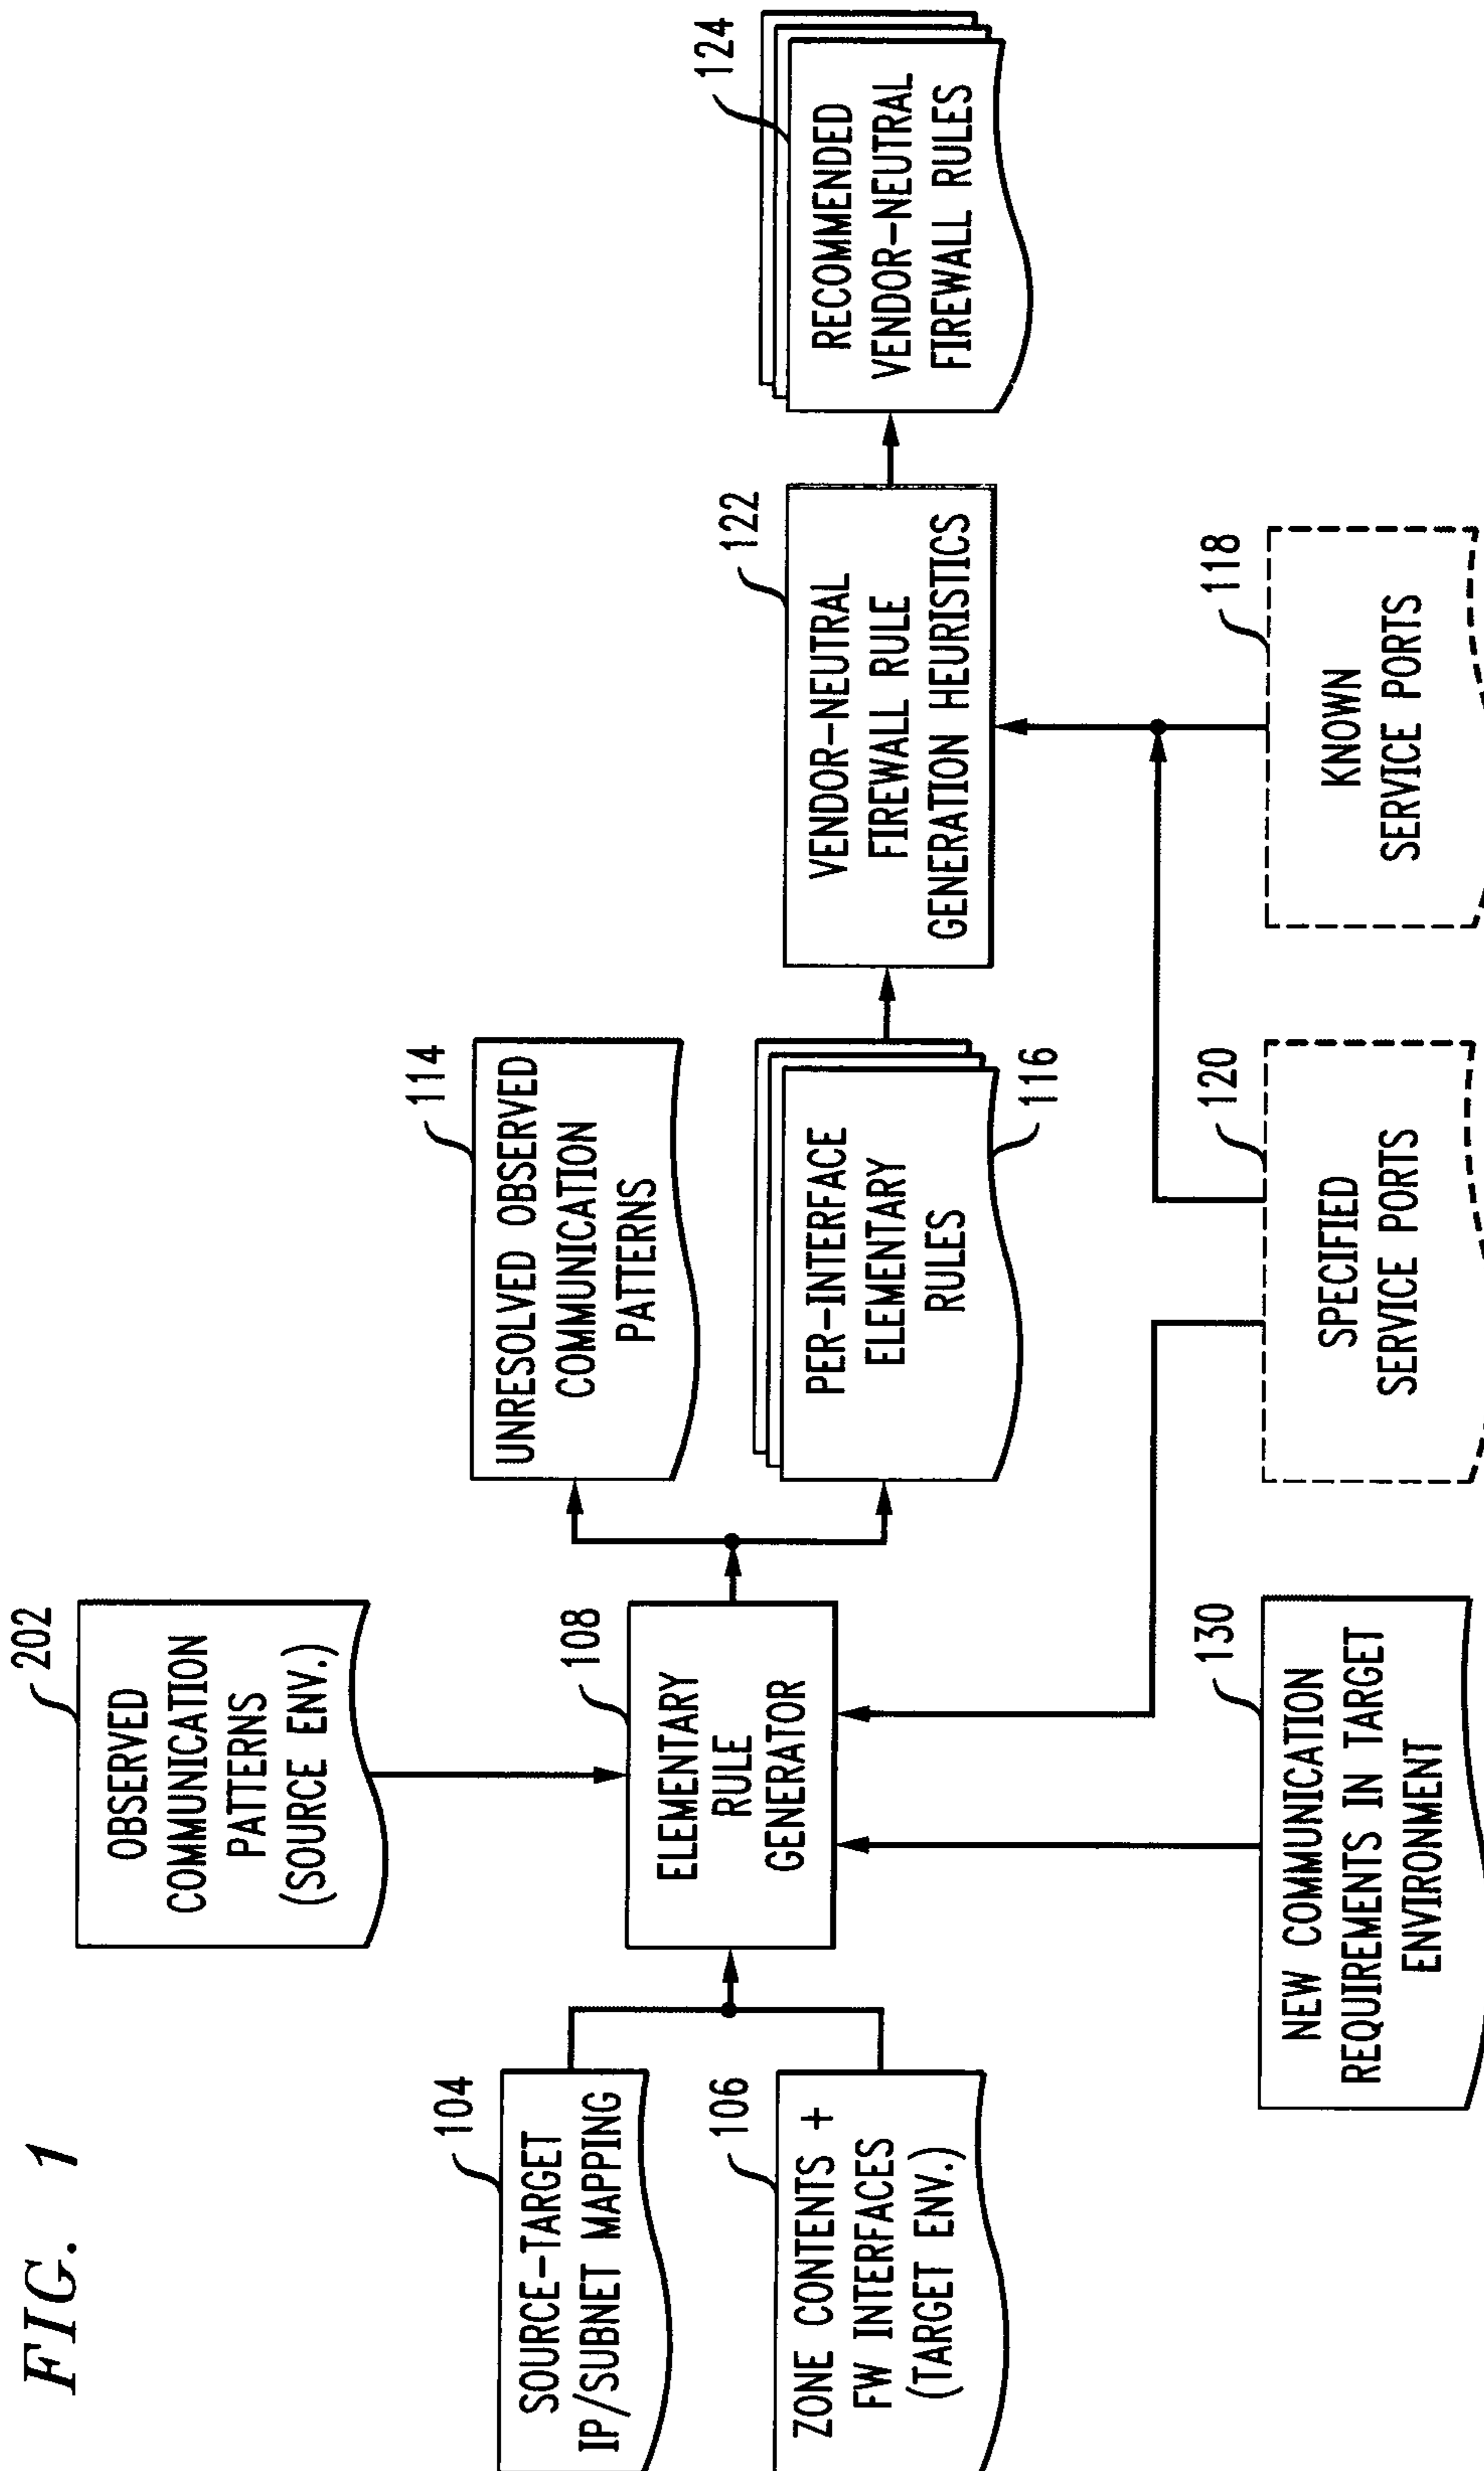 FIG. 1
202
OBSERVED
COMMUNICATION
PATTERNS
(SOURCE ENV.)
104
SOURCE-TARGET
IP/SUBNET MAPPING
106
ZONE CONTENTS +
FW INTERFACES
(TARGET ENV.)
108
ELEMENTARY
RULE
GENERATOR
130
NEW COMMUNICATION
REQUIREMENTS IN TARGET
ENVIRONMENT
114
UNRESOLVED OBSERVED
COMMUNICATION
PATTERNS
PER-INTERFACE
ELEMENTARY
RULES
116
120
SPECIFIED
SERVICE PORTS
122
VENDOR-NEUTRAL
FIREWALL RULE
GENERATION HEURISTICS
118
KNOWN
SERVICE PORTS
124
RECOMMENDED
VENDOR-NEUTRAL
FIREWALL RULES